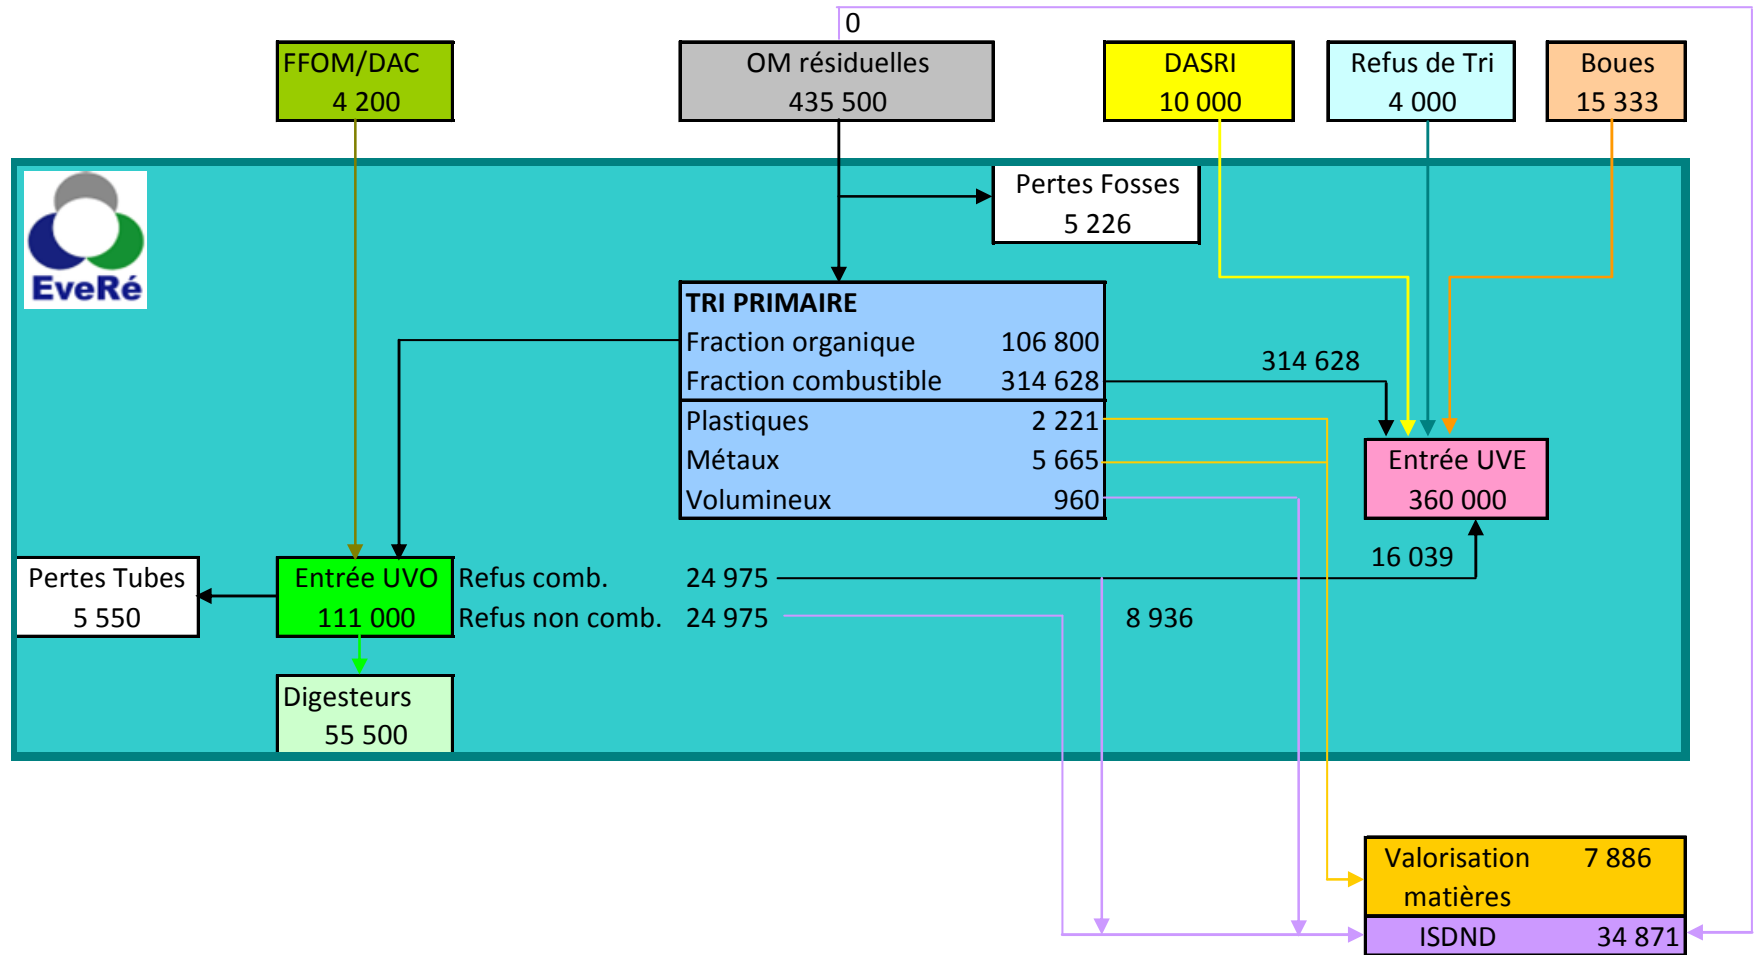 0
FFOM/DAC
4 200
OM résiduelles
435 500
DASRI
10 000
Refus de Tri
4 000
Boues
15 333
EveRé
Pertes Fosses
5 226
TRI PRIMAIRE
Fraction organique 106 800
Fraction combustible 314 628
Plastiques 2 221
Métaux 5 665
Volumineux 960
314 628
Entrée UVE
360 000
16 039
Pertes Tubes
5 550
Entrée UVO
111 000
Refus comb. 24 975
Refus non comb. 24 975
8 936
Digesteurs
55 500
Valorisation 7 886
matières
ISDND 34 871